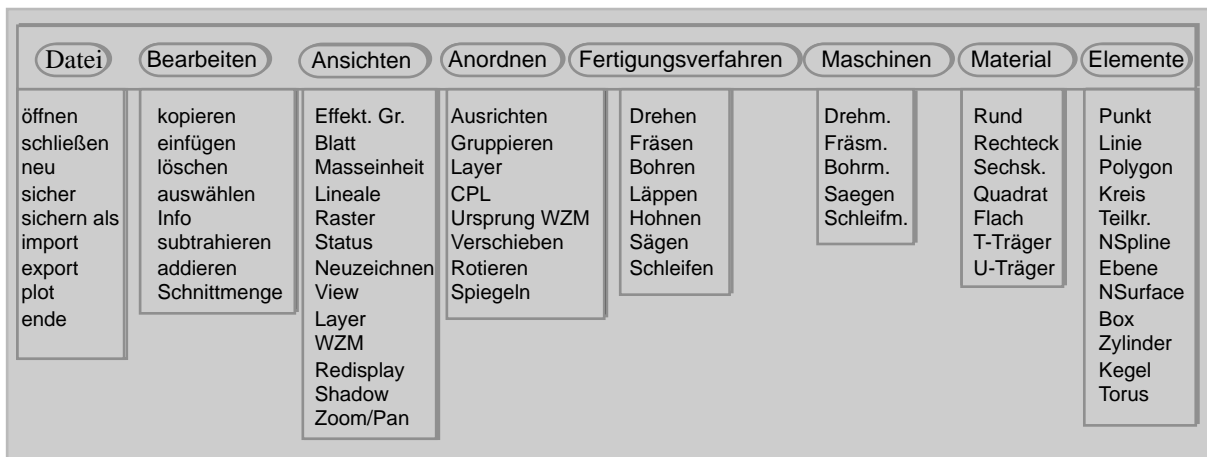 Datei Bearbeiten Ansichten Anordnen Fertigungsverfahren Maschinen Material Elemente
öffnen
schließen
neu
sicher
sichern als
import
export
plot
ende
kopieren
einfügen
löschen
auswählen
Info
subtrahieren
addieren
Schnittmenge
Effekt. Gr.
Blatt
Masseinheit
Lineale
Raster
Status
Neuzeichnen
View
Layer
WZM
Redisplay
Shadow
Zoom/Pan
Ausrichten
Gruppieren
Layer
CPL
Ursprung WZM
Verschieben
Rotieren
Spiegeln
Drehen
Fräsen
Bohren
Läppen
Hohnen
Sägen
Schleifen
Drehm.
Fräsm.
Bohrm.
Saegen
Schleifm.
Rund
Rechteck
Sechsk.
Quadrat
Flach
T-Träger
U-Träger
Punkt
Linie
Polygon
Kreis
Teilkr.
NSpline
Ebene
NSurface
Box
Zylinder
Kegel
Torus